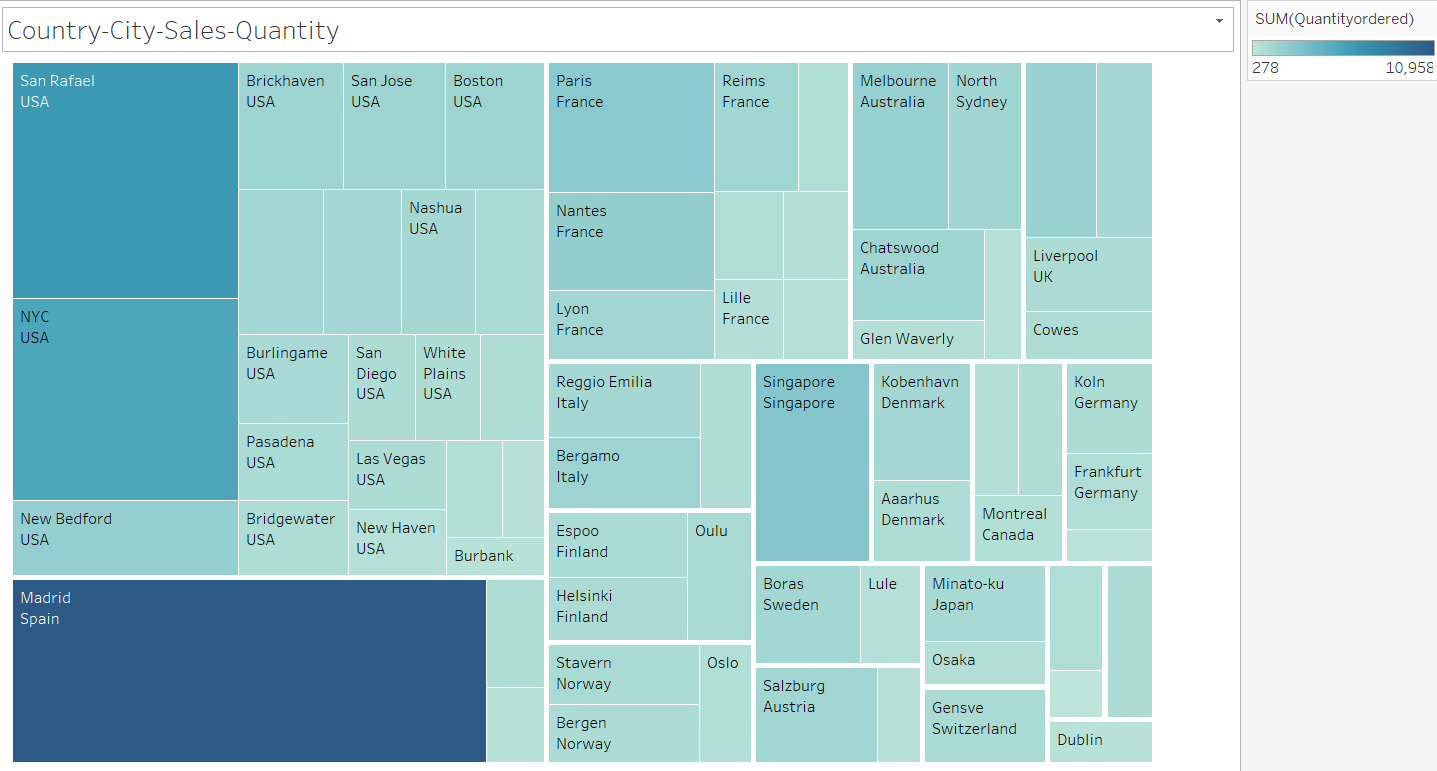 Country-City-Sales-Quantity
SUM(Quantityordered)
278
10,958
San Rafael
USA
NYC
USA
New Bedford
USA
Brickhaven
USA
San Jose
USA
Boston
USA
Nashua
USA
Burlingame
USA
San
Diego
USA
White
Plains
USA
Pasadena
USA
Las Vegas
USA
Bridgewater
USA
New Haven
USA
Burbank
Madrid
Spain
Paris
France
Reims
France
Nantes
France
Lyon
France
Lille
France
Melbourne
Australia
North
Sydney
Chatswood
Australia
Glen Waverly
Liverpool
UK
Cowes
Reggio Emilia
Italy
Bergamo
Italy
Singapore
Singapore
Kobenhavn
Denmark
Aaarhus
Denmark
Montreal
Canada
Koln
Germany
Frankfurt
Germany
Espoo
Finland
Oulu
Helsinki
Finland
Stavern
Norway
Oslo
Bergen
Norway
Boras
Sweden
Lule
Salzburg
Austria
Minato-ku
Japan
Osaka
Gensve
Switzerland
Dublin